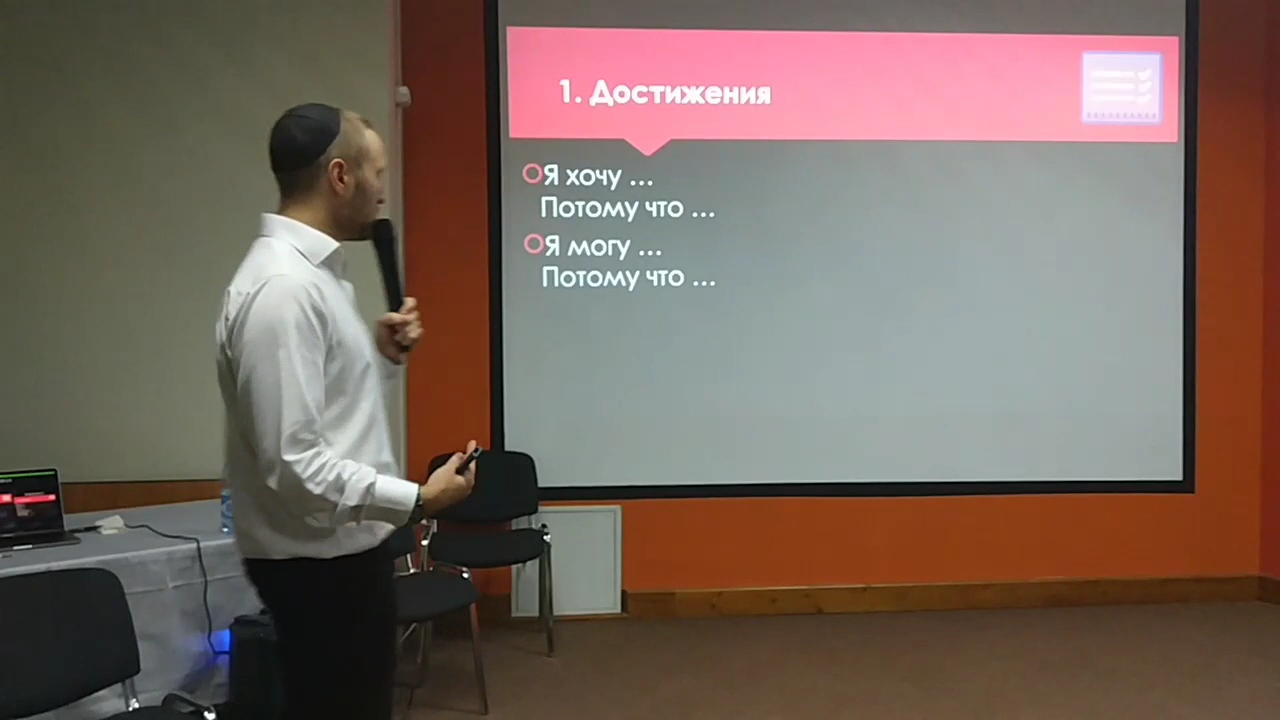 1. Достижения
Я хочу ...
Потому что ...
Я могу ...
Потому что ...